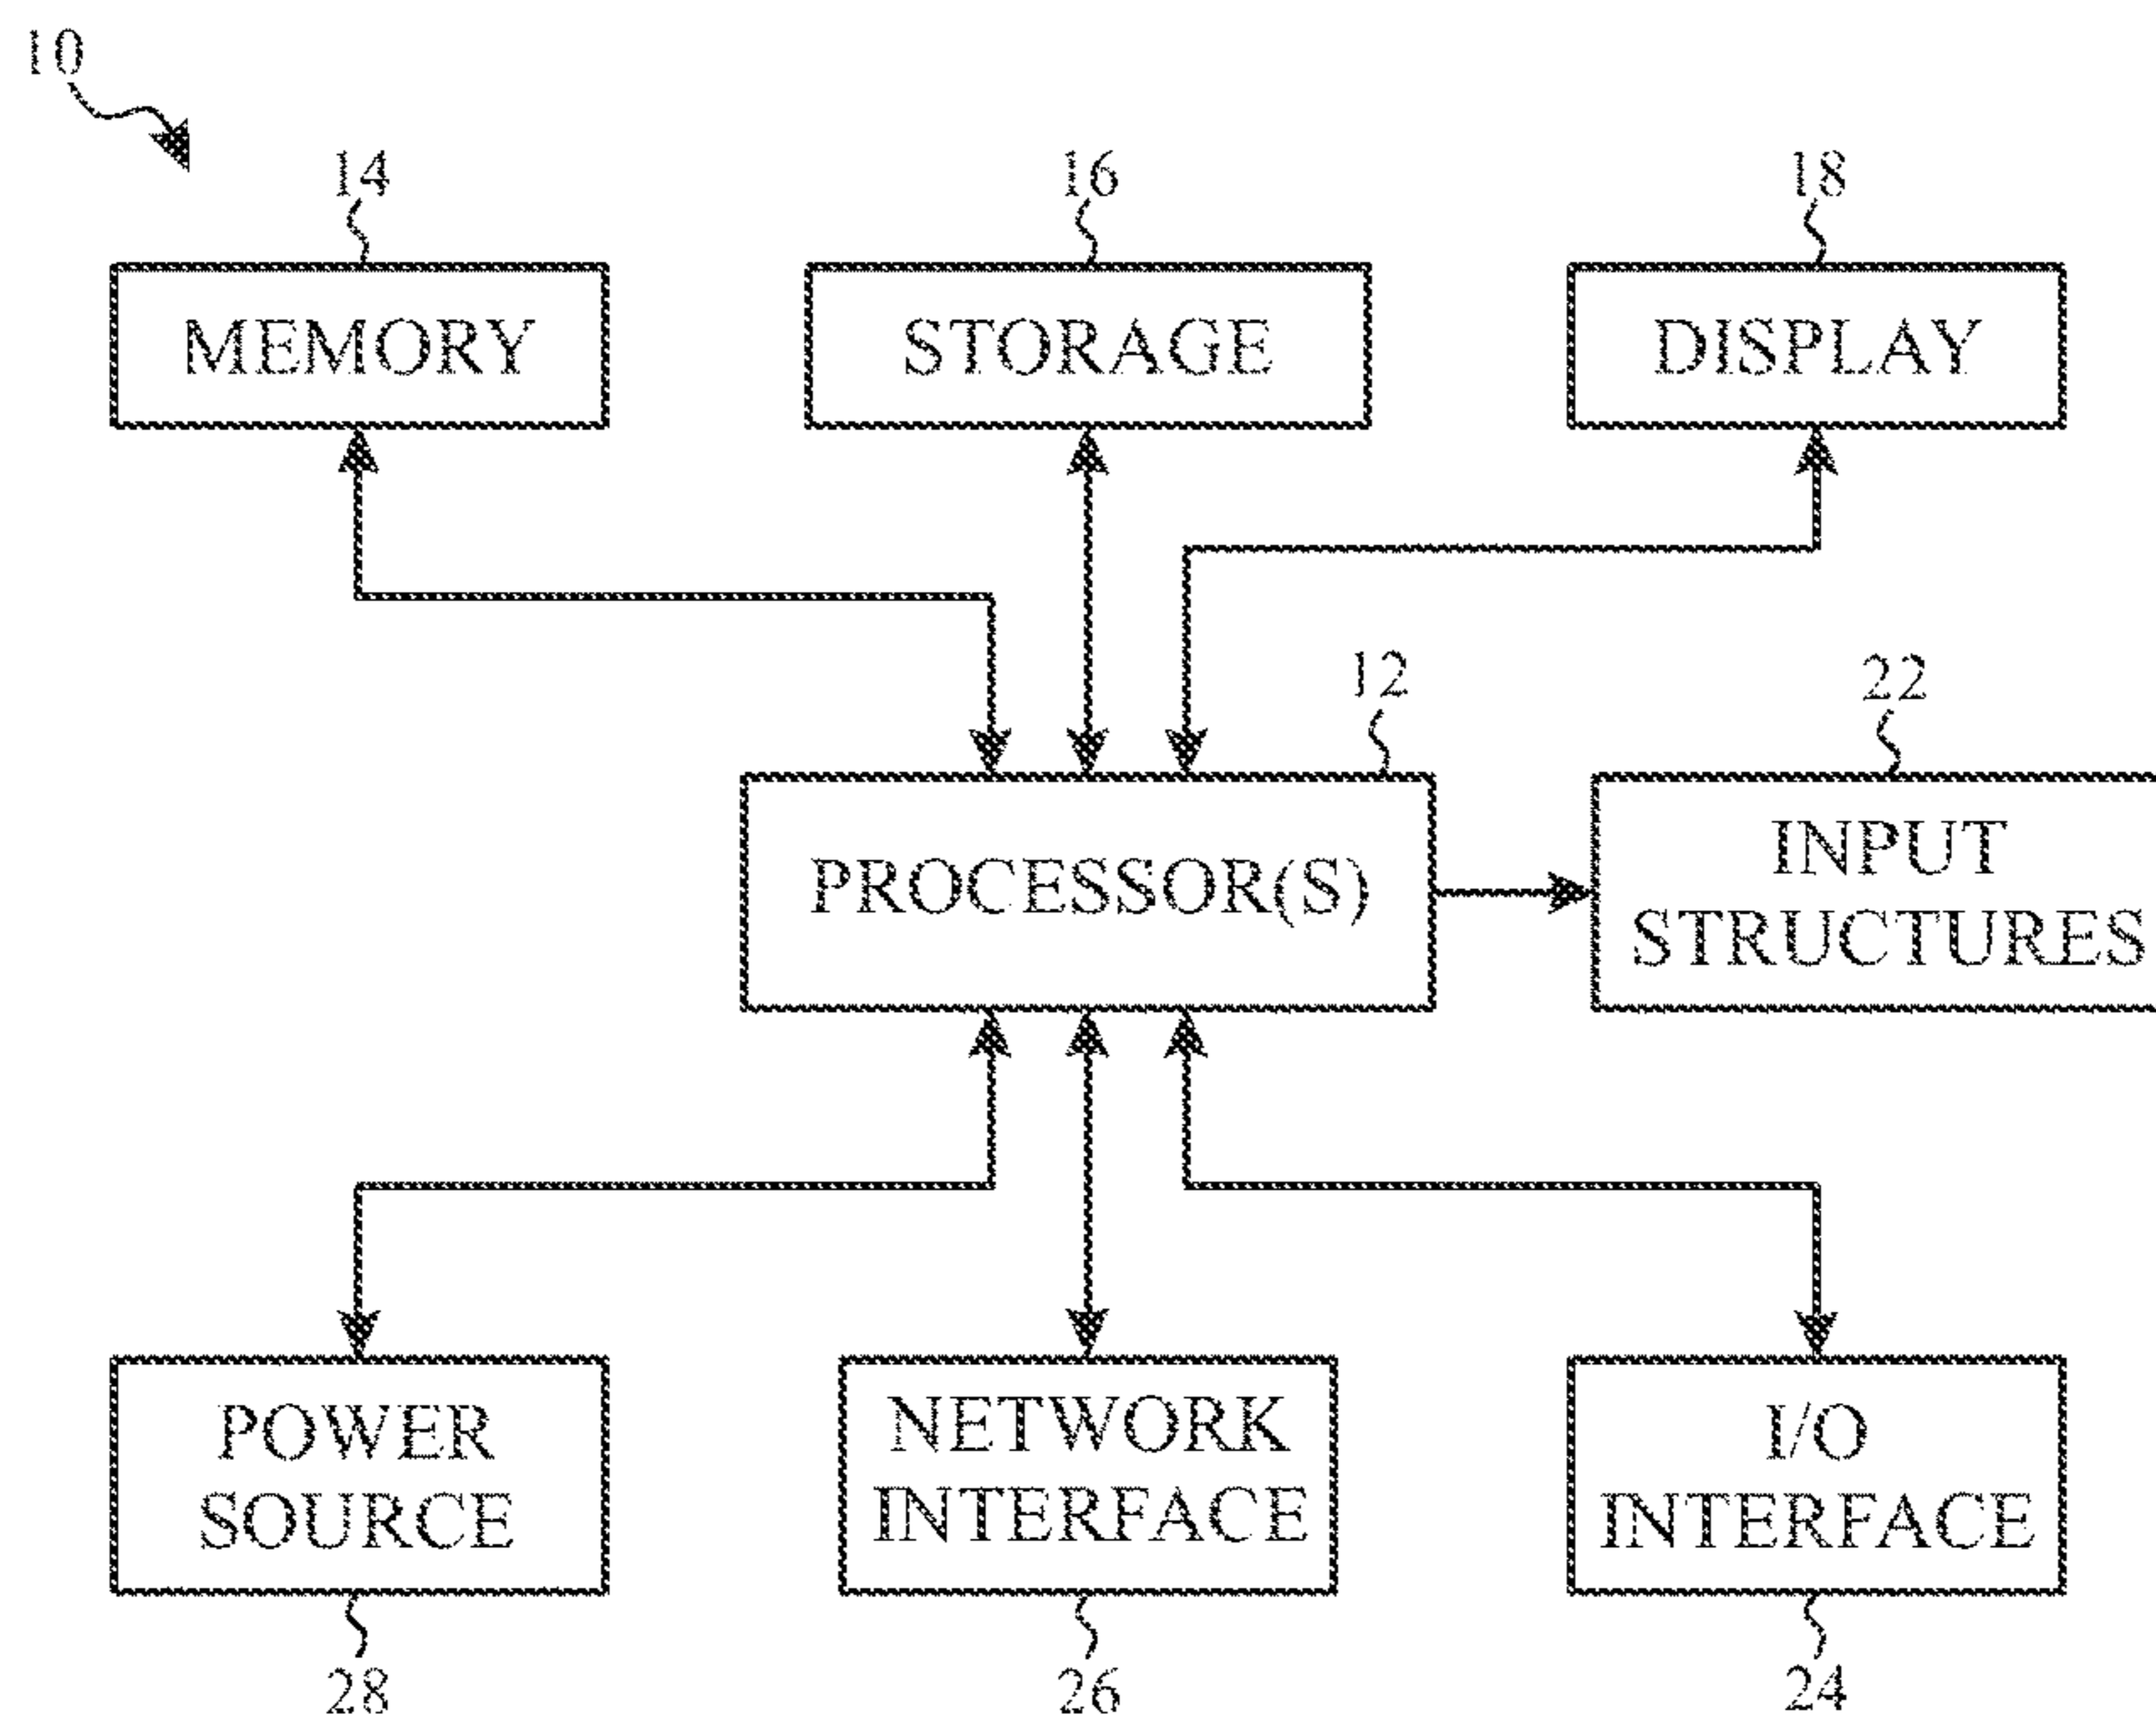 10
14
16
18
MEMORY
STORAGE
DISPLAY
12
22
PROCESSOR(S)
INPUT
STRUCTURES
POWER
SOURCE
NETWORK
INTERFACE
I/O
INTERFACE
28
26
24